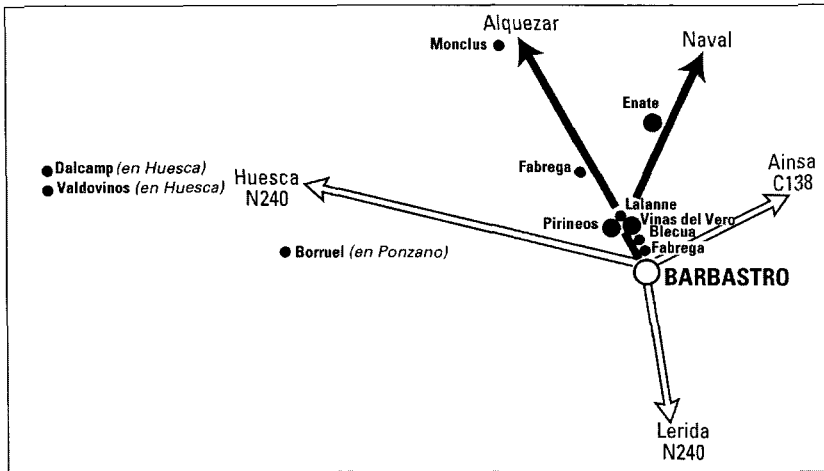 Alquezar
Monclus
Naval
Enate
Dalcamp (en Huesca)
Valdovinos (en Huesca)
Huesca
N240
Fabrega
Ainsa
C138
Lalanne
Pirineos
Vinas del Vero
Blecua
Fabrega
Borruel (en Ponzano)
BARBASTRO
Lerida
N240